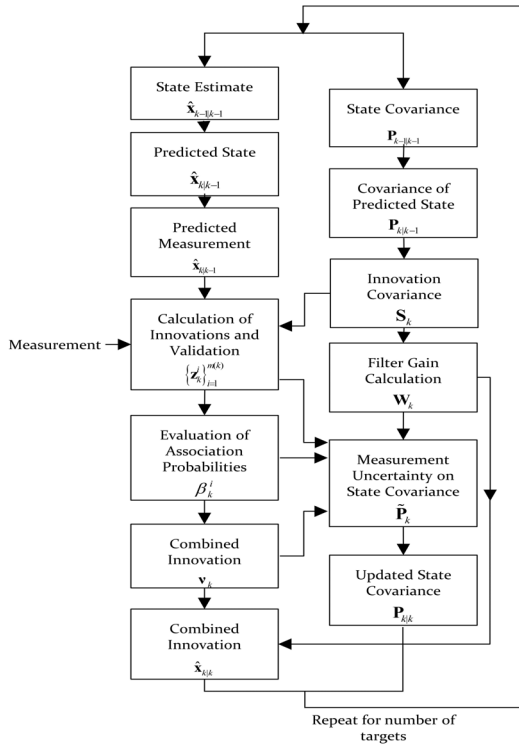 State Estimate
x̂ₖ₋₁|ₖ₋₁
Predicted State
x̂ₖ|ₖ₋₁
Predicted
Measurement
x̂ₖ|ₖ₋₁
Measurement
Calculation of
Innovations and
Validation
{zₖⁱ}ᵢ₌₁ᵐ⁽ᵏ⁾
Evaluation of
Association
Probabilities
βₖⁱ
Combined
Innovation
vₖ
Combined
Innovation
x̂ₖ|ₖ
State Covariance
Pₖ₋₁|ₖ₋₁
Covariance of
Predicted State
Pₖ|ₖ₋₁
Innovation
Covariance
Sₖ
Filter Gain
Calculation
Wₖ
Measurement
Uncertainty on
State Covariance
P̃ₖ
Updated State
Covariance
Pₖ|ₖ
Repeat for number of
targets